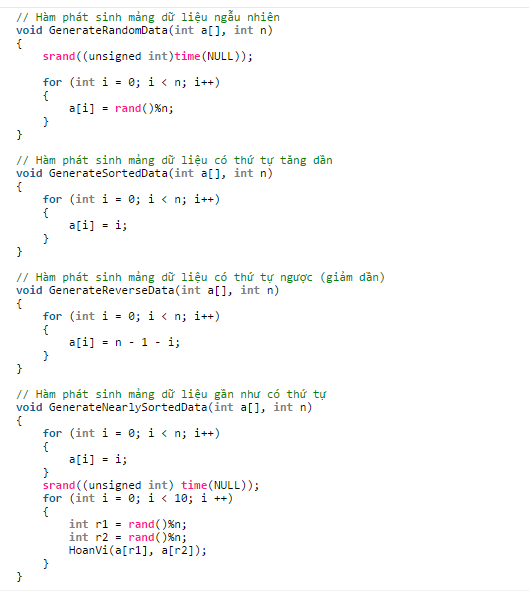 // Hàm phát sinh mảng dữ liệu ngẫu nhiên
void GenerateRandomData(int a[], int n)
{
    srand((unsigned int)time(NULL));

    for (int i = 0; i < n; i++)
    {
        a[i] = rand()%n;
    }
}

// Hàm phát sinh mảng dữ liệu có thứ tự tăng dần
void GenerateSortedData(int a[], int n)
{
    for (int i = 0; i < n; i++)
    {
        a[i] = i;
    }
}

// Hàm phát sinh mảng dữ liệu có thứ tự ngược (giảm dần)
void GenerateReverseData(int a[], int n)
{
    for (int i = 0; i < n; i++)
    {
        a[i] = n - 1 - i;
    }
}

// Hàm phát sinh mảng dữ liệu gần như có thứ tự
void GenerateNearlySortedData(int a[], int n)
{
    for (int i = 0; i < n; i++)
    {
        a[i] = i;
    }
    srand((unsigned int) time(NULL));
    for (int i = 0; i < 10; i ++)
    {
        int r1 = rand()%n;
        int r2 = rand()%n;
        HoanVi(a[r1], a[r2]);
    }
}